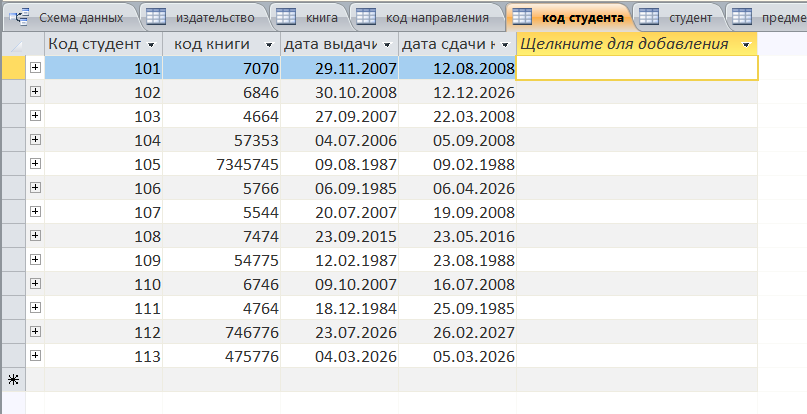 Схема данных издательство книга код направления код студента студент предме
Код студент код книги дата выдачи дата сдачи к Щелкните для добавления
101 7070 29.11.2007 12.08.2008
102 6846 30.10.2008 12.12.2026
103 4664 27.09.2007 22.03.2008
104 57353 04.07.2006 05.09.2008
105 7345745 09.08.1987 09.02.1988
106 5766 06.09.1985 06.04.2026
107 5544 20.07.2007 19.09.2008
108 7474 23.09.2015 23.05.2016
109 54775 12.02.1987 23.08.1988
110 6746 09.10.2007 16.07.2008
111 4764 18.12.1984 25.09.1985
112 746776 23.07.2026 26.02.2027
113 475776 04.03.2026 05.03.2026